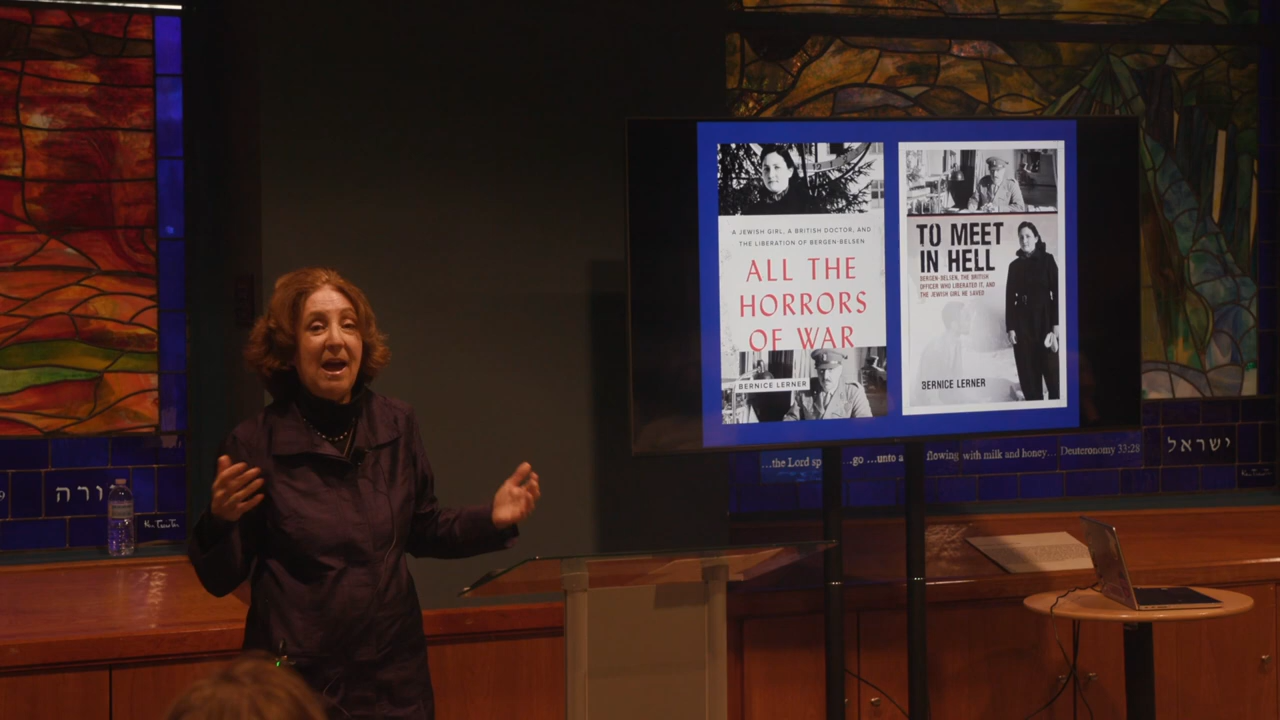 A JEWISH GIRL, A BRITISH DOCTOR, AND
THE LIBERATION OF BERGEN-BELSEN
ALL THE
HORRORS
OF WAR
BERNICE LERNER
TO MEET
IN HELL
BERGEN-BELSEN, THE BRITISH
OFFICER WHO LIBERATED IT, AND
THE JEWISH GIRL HE SAVED
BERNICE LERNER
...the Lord sp
...go ...unto a
flowing with milk and honey...
Deuteronomy 33:28
ישראל
ורה